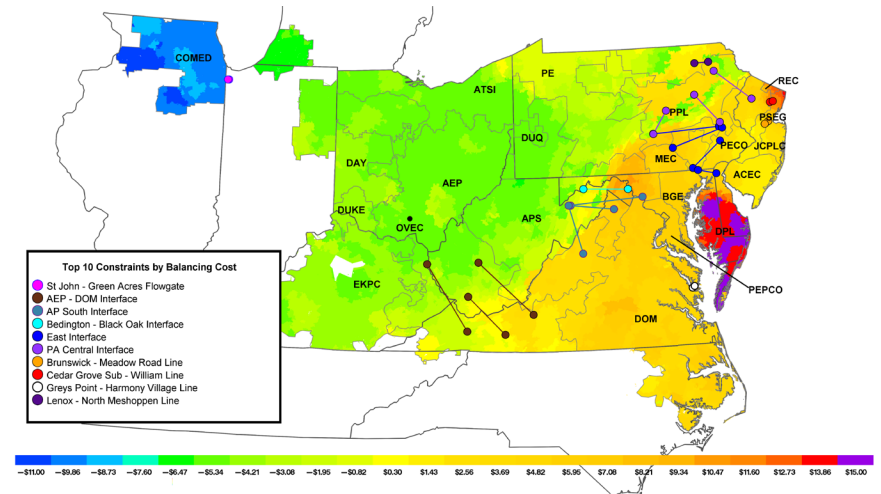 COMED
PE
REC
ATSI
PPL
PSEG
DUQ
PECO
JCPLC
MEC
DAY
ACEC
AEP
BGE
DUKE
APS
OVEC
DPL
EKPC
PEPCO
DOM
Top 10 Constraints by Balancing Cost
St John - Green Acres Flowgate
AEP - DOM Interface
AP South Interface
Bedington - Black Oak Interface
East Interface
PA Central Interface
Brunswick - Meadow Road Line
Cedar Grove Sub - William Line
Greys Point - Harmony Village Line
Lenox - North Meshoppen Line
—$11.00 —$9.86 —$8.73 —$7.60 —$6.47 —$5.34 —$4.21 —$3.08 —$1.95 —$0.82 $0.30 $1.43 $2.56 $3.69 $4.82 $5.95 $7.08 $8.21 $9.34 $10.47 $11.60 $12.73 $13.86 $15.00